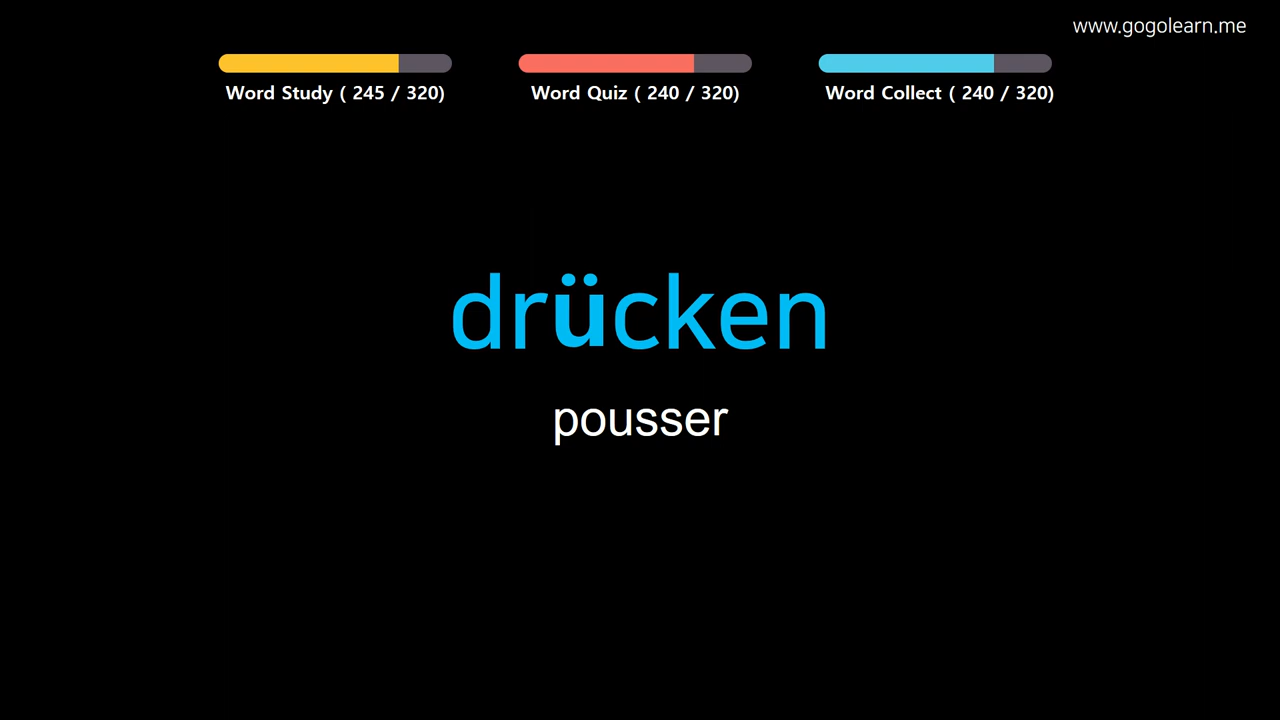 www.gogolearn.me
Word Study ( 245 / 320)
Word Quiz ( 240 / 320)
Word Collect ( 240 / 320)
drücken
pousser